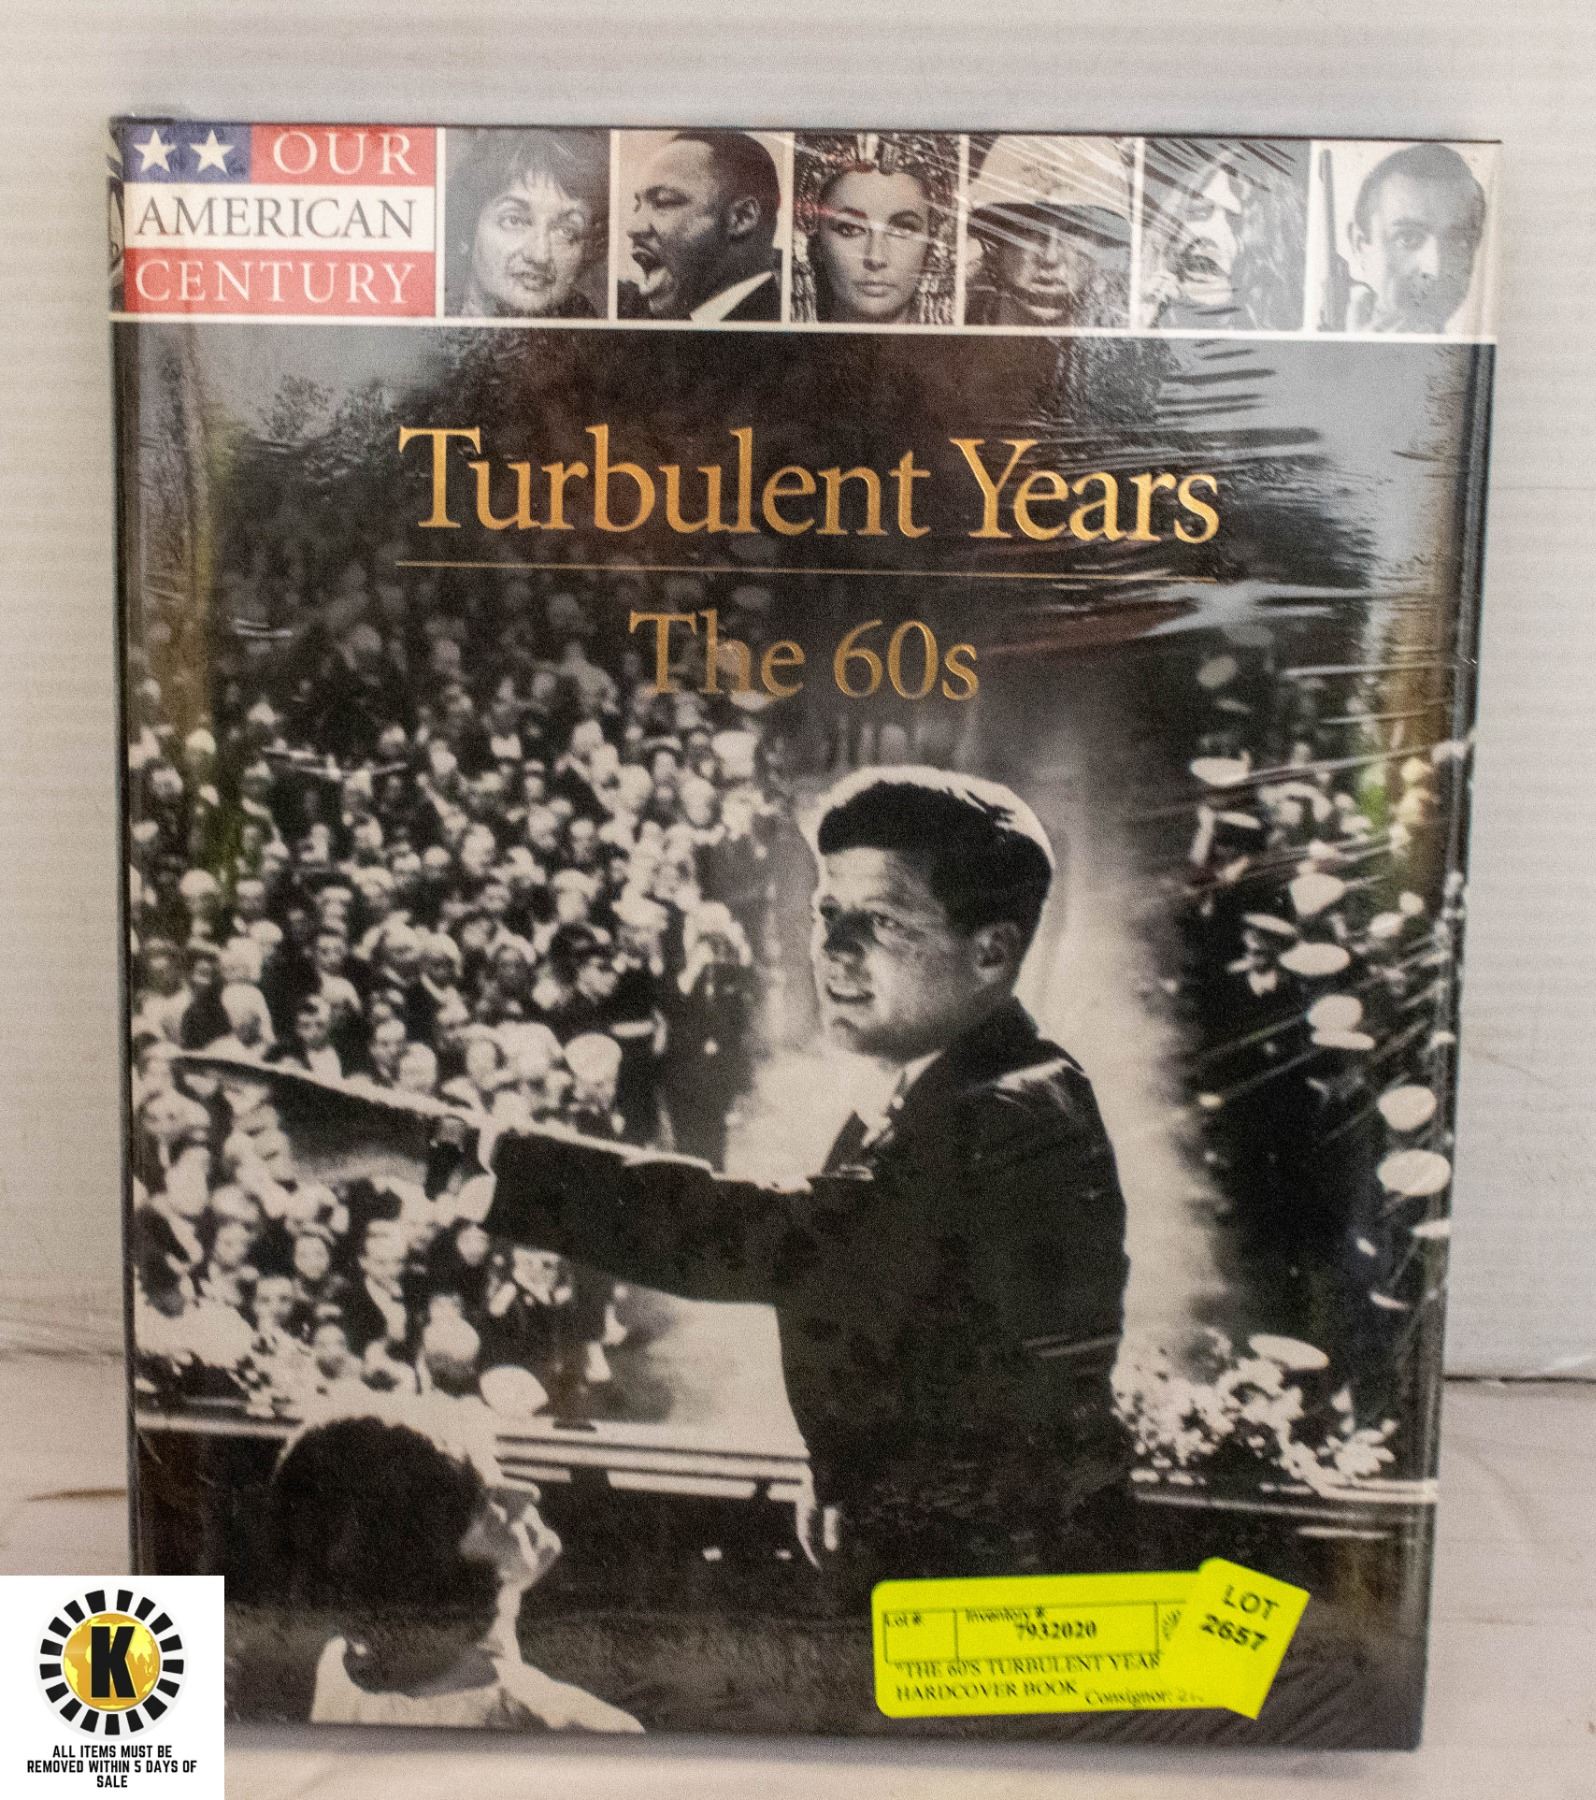 OUR
AMERICAN
CENTURY
Turbulent Years
The 60s
Lot #
Inventory #
7932020
LOT
2657
"THE 60'S TURBULENT YEAR
HARDCOVER BOOK
Consignor:
K
ALL ITEMS MUST BE
REMOVED WITHIN 5 DAYS OF
SALE